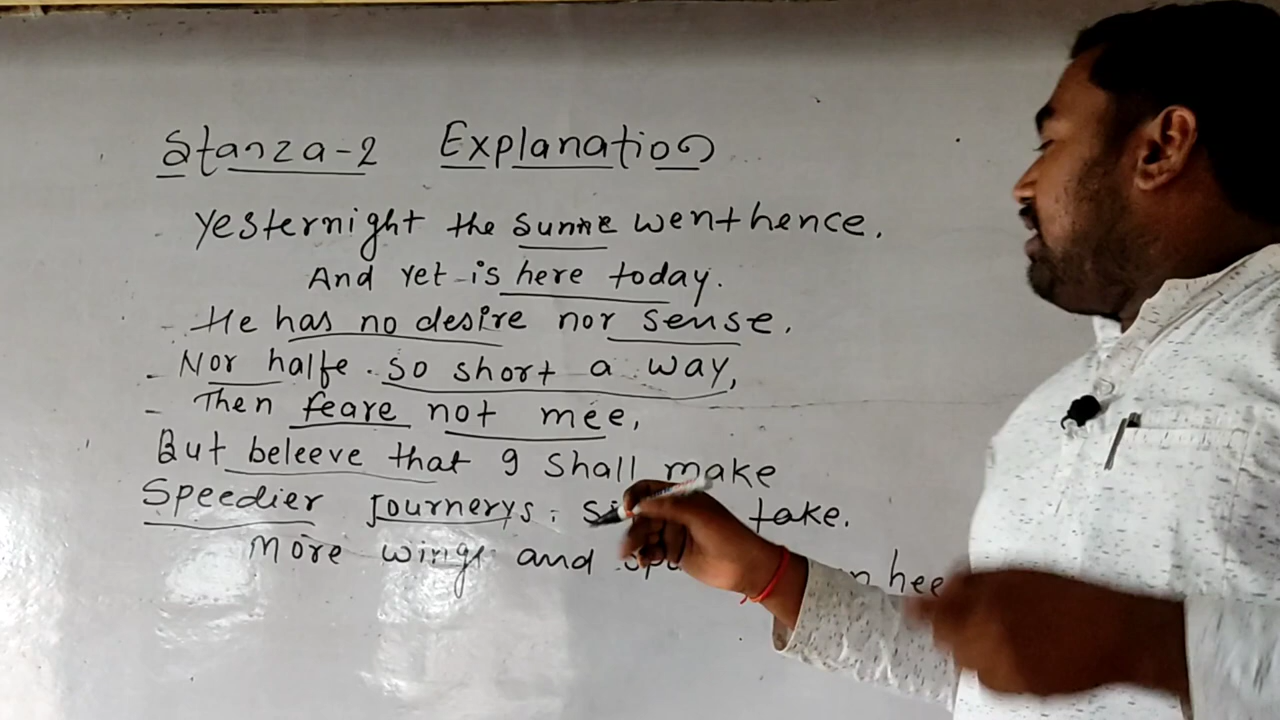 Stanza-2 Explanation
Yesternight the sunne went hence.
And Yet is here today.
- He has no desire nor sense.
- Nor halfe so short a way,
- Then feare not mee,
But beleeve that I shall make
Speedier Journerys, take.
More wings and